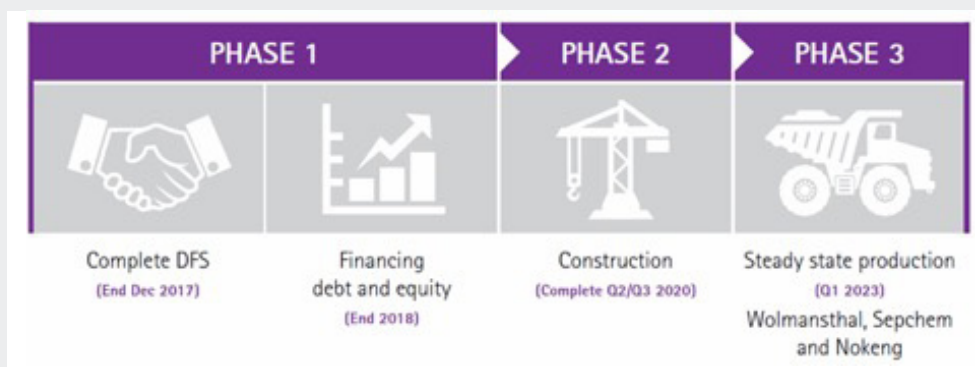 PHASE 1
PHASE 2
PHASE 3
Complete DFS
(End Dec 2017)
Financing
debt and equity
(End 2018)
Construction
(Complete Q2/Q3 2020)
Steady state production
(Q1 2023)
Wolmansthal, Sepchem
and Nokeng